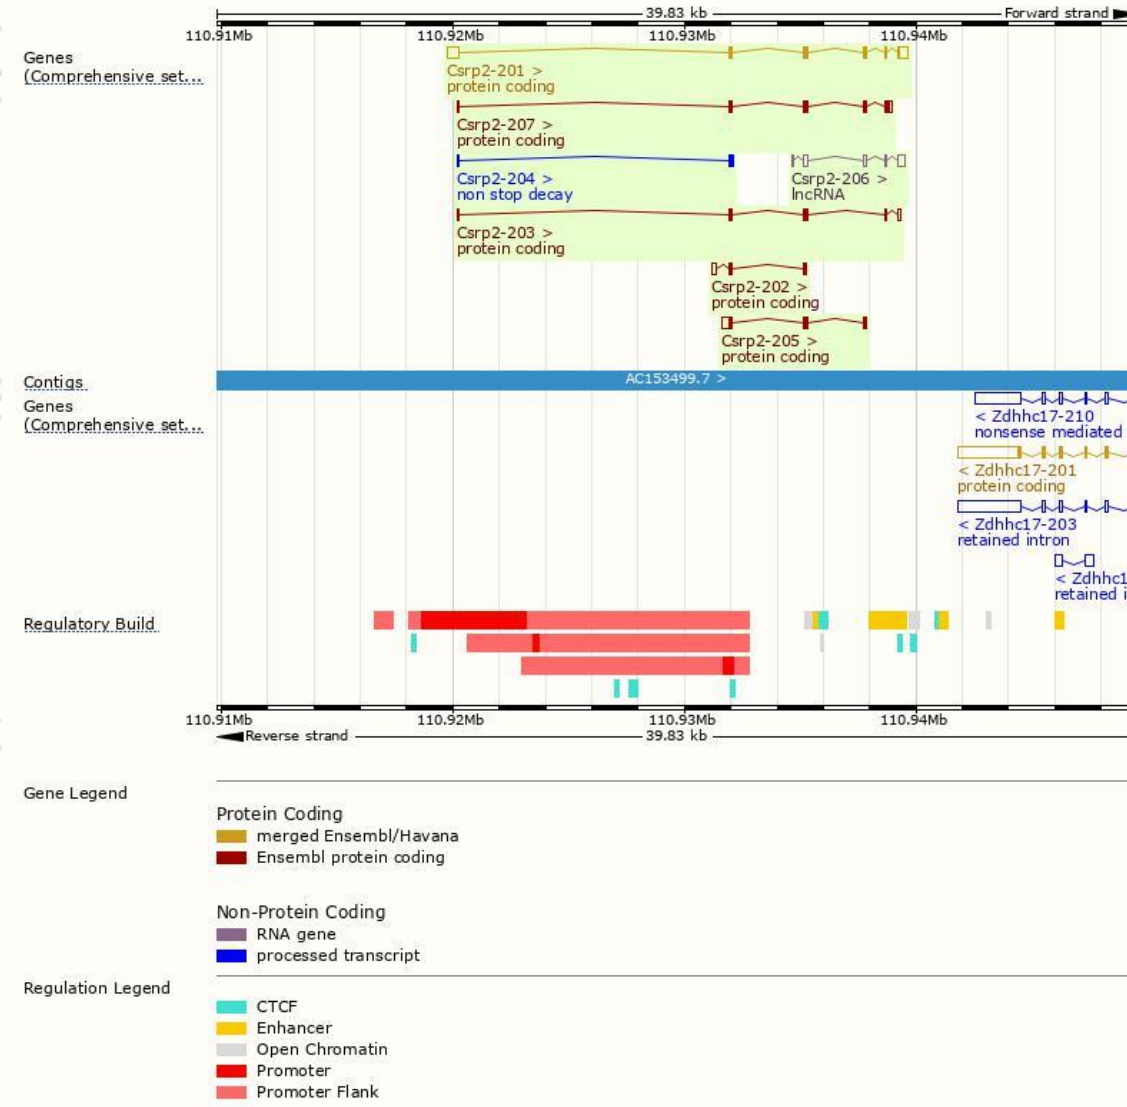 39.83 kb
Forward strand
110.91Mb
110.92Mb
110.93Mb
110.94Mb
Genes
(Comprehensive set...
Csrp2-201 >
protein coding
Csrp2-207 >
protein coding
Csrp2-204 >
non stop decay
Csrp2-206 >
lncRNA
Csrp2-203 >
protein coding
Csrp2-202 >
protein coding
Csrp2-205 >
protein coding
Contigs
AC153499.7 >
Genes
(Comprehensive set...
< Zdhhc17-210
nonsense mediated
< Zdhhc17-201
protein coding
< Zdhhc17-203
retained intron
< Zdhhc1
retained i
Regulatory Build
110.91Mb
110.92Mb
110.93Mb
110.94Mb
Reverse strand
39.83 kb
Gene Legend
Protein Coding
merged Ensembl/Havana
Ensembl protein coding
Non-Protein Coding
RNA gene
processed transcript
Regulation Legend
CTCF
Enhancer
Open Chromatin
Promoter
Promoter Flank